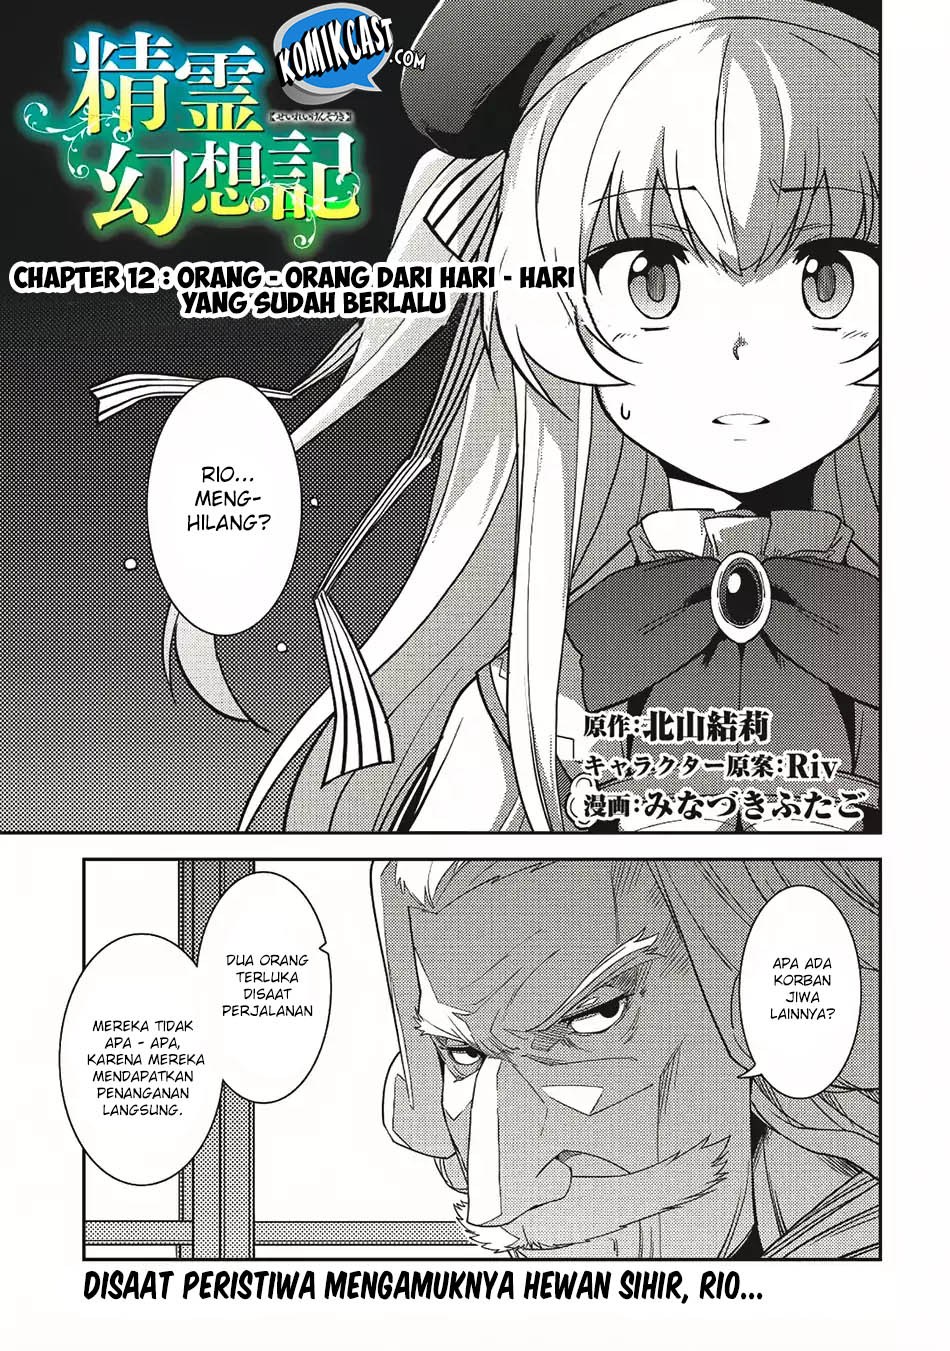 精霊
【せいれいげんそうき】
幻想記
KOMIKCAST.COM
CHAPTER 12 : ORANG - ORANG DARI HARI - HARI
YANG SUDAH BERLALU
RIO...
MENG-
HILANG?
原作:北山結莉
キャラクター原案:Riv
漫画:みなづきふたご
APA ADA
KORBAN
JIWA
LAINNYA?
DUA ORANG
TERLUKA
DISAAT
PERJALANAN
MEREKA TIDAK
APA - APA,
KARENA MEREKA
MENDAPATKAN
PENANGANAN
LANGSUNG.
DISAAT PERISTIWA MENGAMUKNYA HEWAN SIHIR, RIO...